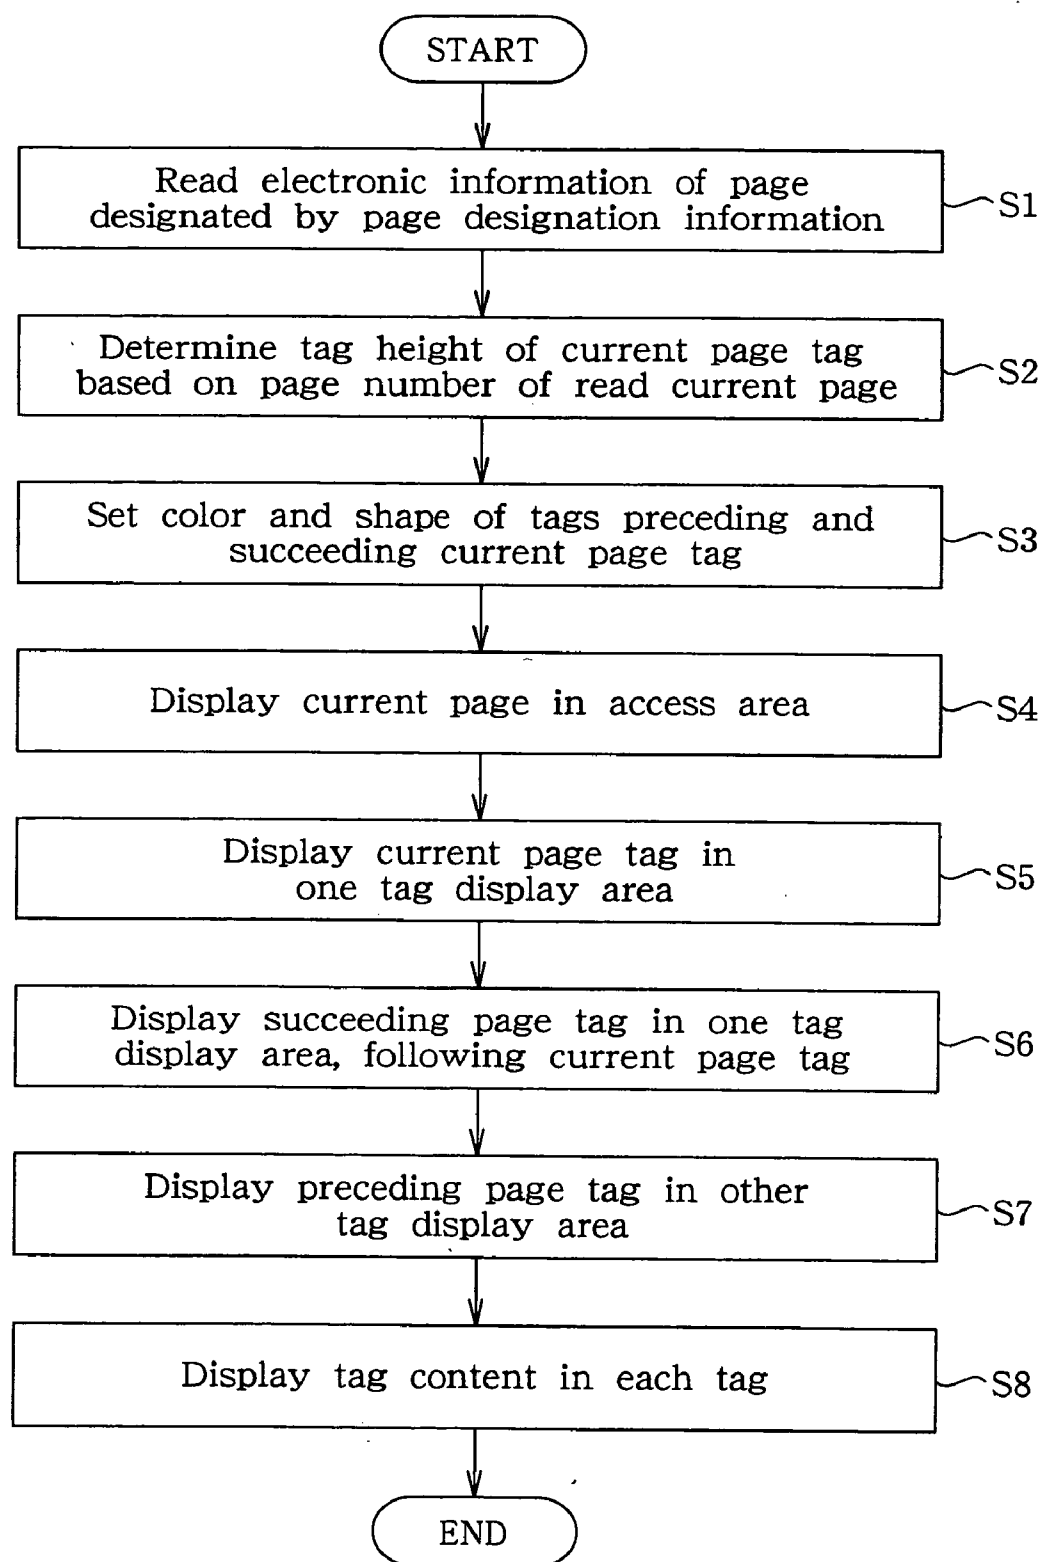 START
Read electronic information of page
designated by page designation information
S1
Determine tag height of current page tag
based on page number of read current page
S2
Set color and shape of tags preceding and
succeeding current page tag
S3
Display current page in access area
S4
Display current page tag in
one tag display area
S5
Display succeeding page tag in one tag
display area, following current page tag
S6
Display preceding page tag in other
tag display area
S7
Display tag content in each tag
S8
END